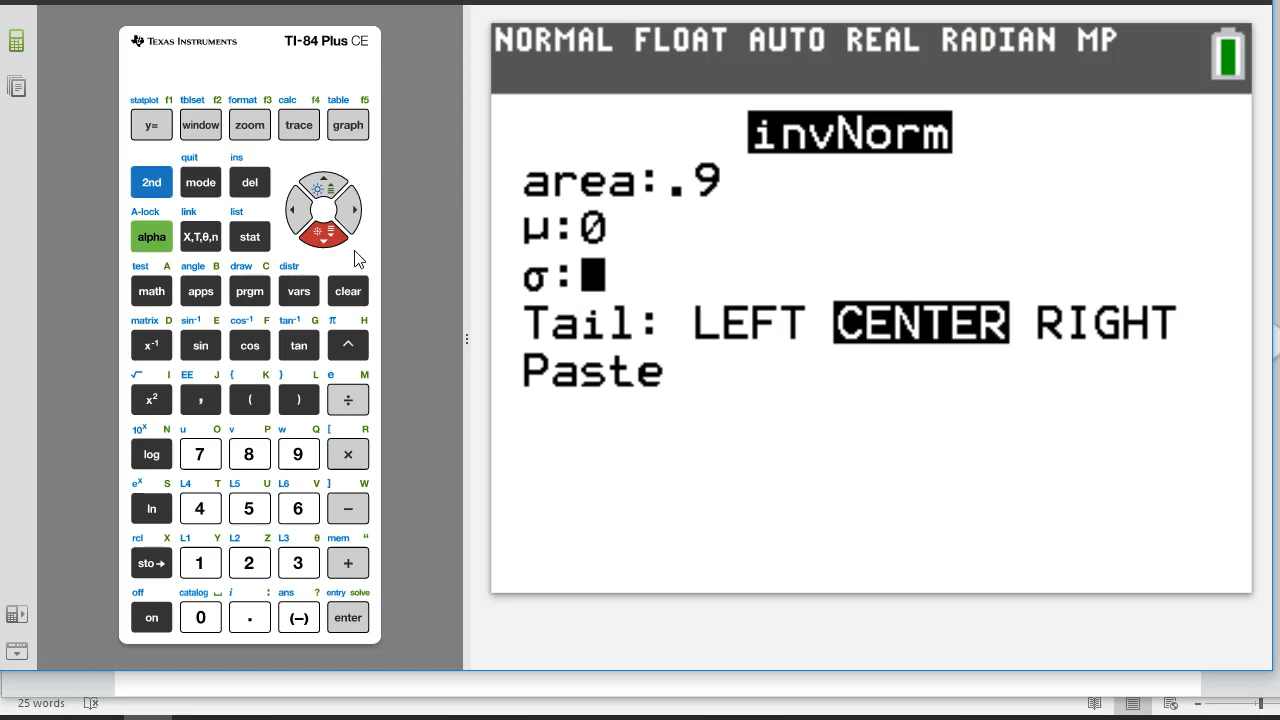 TEXAS INSTRUMENTS TI-84 Plus CE
statplot f1 tblset f2 format f3 calc f4 table f5
y= window zoom trace graph
quit ins
2nd mode del
A-lock link list
alpha X,T,θ,n stat
test A angle B draw C distr
math apps prgm vars clear
matrix D sin⁻¹ E cos⁻¹ F tan⁻¹ G π H
x⁻¹ sin cos tan ^
√ I EE J { K } L e M
x² , ( ) ÷
10ˣ N u O v P w Q [ R
log 7 8 9 ×
eˣ S L4 T L5 U L6 V ] W
ln 4 5 6 −
rcl X L1 Y L2 Z L3 θ mem “
sto→ 1 2 3 +
off catalog ␣ i : ans ? entry solve
on 0 . (−) enter
NORMAL FLOAT AUTO REAL RADIAN MP
invNorm
area:.9
μ:0
σ:
Tail: LEFT CENTER RIGHT
Paste
25 words